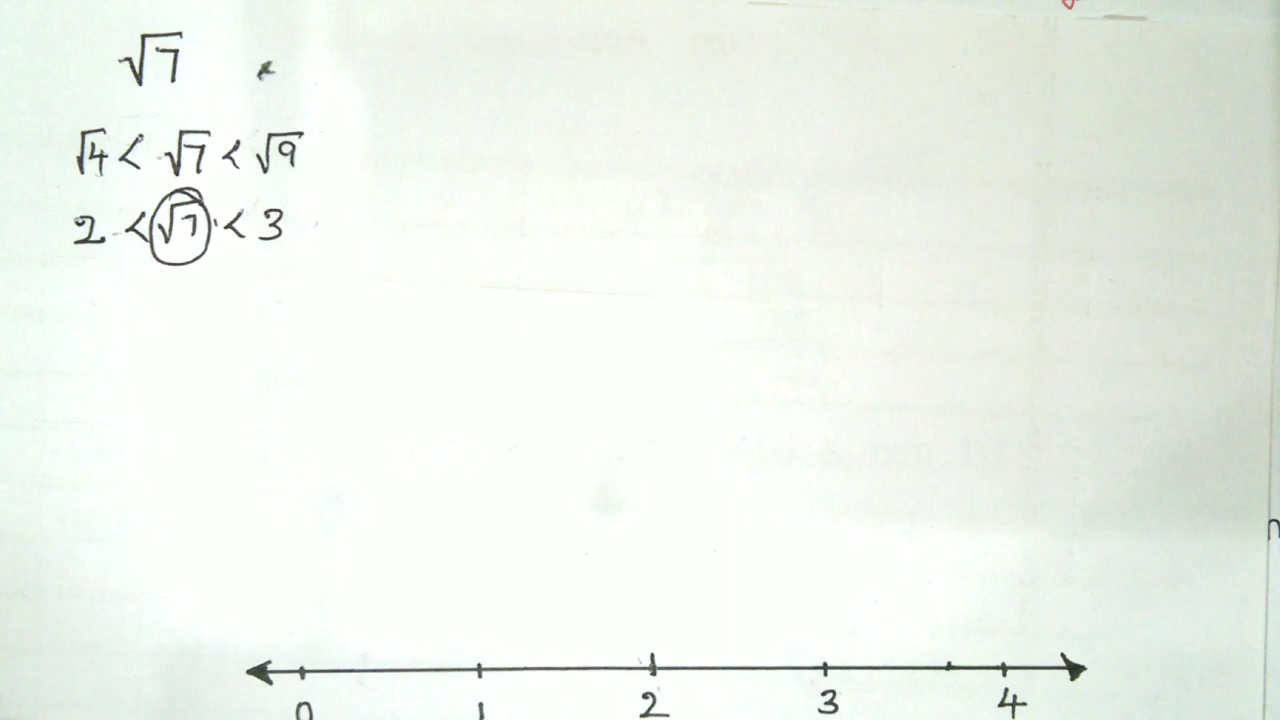 √7
√4 < √7 < √9
2 < √7 < 3
0 1 2 3 4